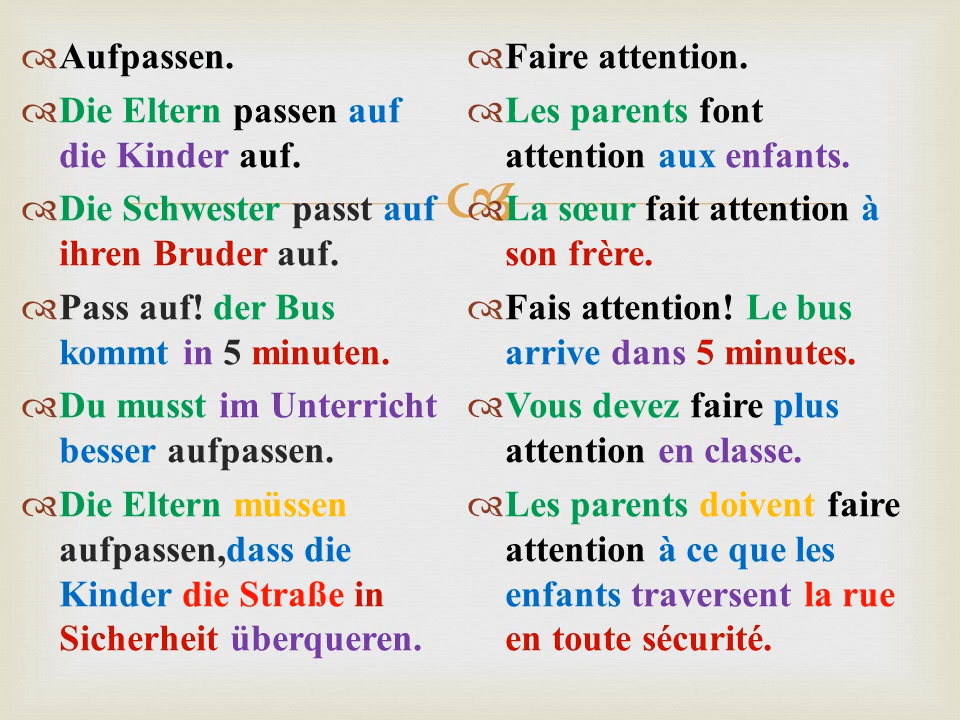 Aufpassen.
Die Eltern passen auf
die Kinder auf.
Die Schwester passt auf
ihren Bruder auf.
Pass auf! der Bus
kommt in 5 minuten.
Du musst im Unterricht
besser aufpassen.
Die Eltern müssen
aufpassen,dass die
Kinder die Straße in
Sicherheit überqueren.
Faire attention.
Les parents font
attention aux enfants.
La sœur fait attention à
son frère.
Fais attention! Le bus
arrive dans 5 minutes.
Vous devez faire plus
attention en classe.
Les parents doivent faire
attention à ce que les
enfants traversent la rue
en toute sécurité.